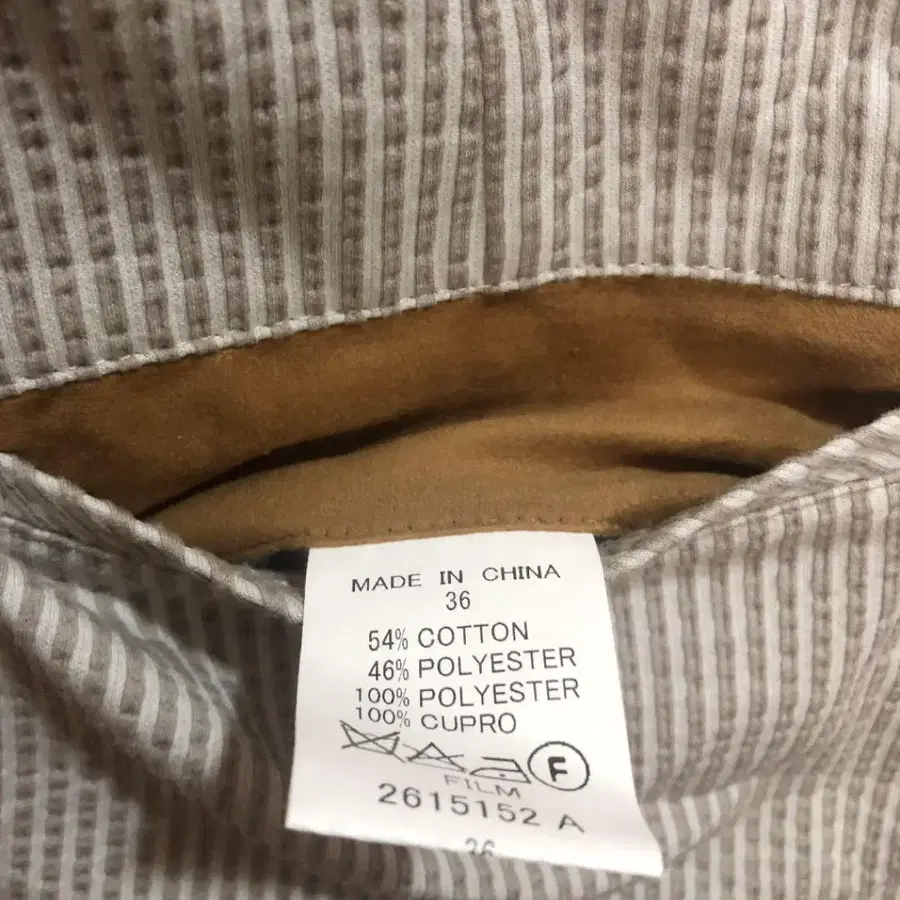 MADE IN CHINA
36
54% COTTON
46% POLYESTER
100% POLYESTER
100% CUPRO
F
FILM
2615152 A
36